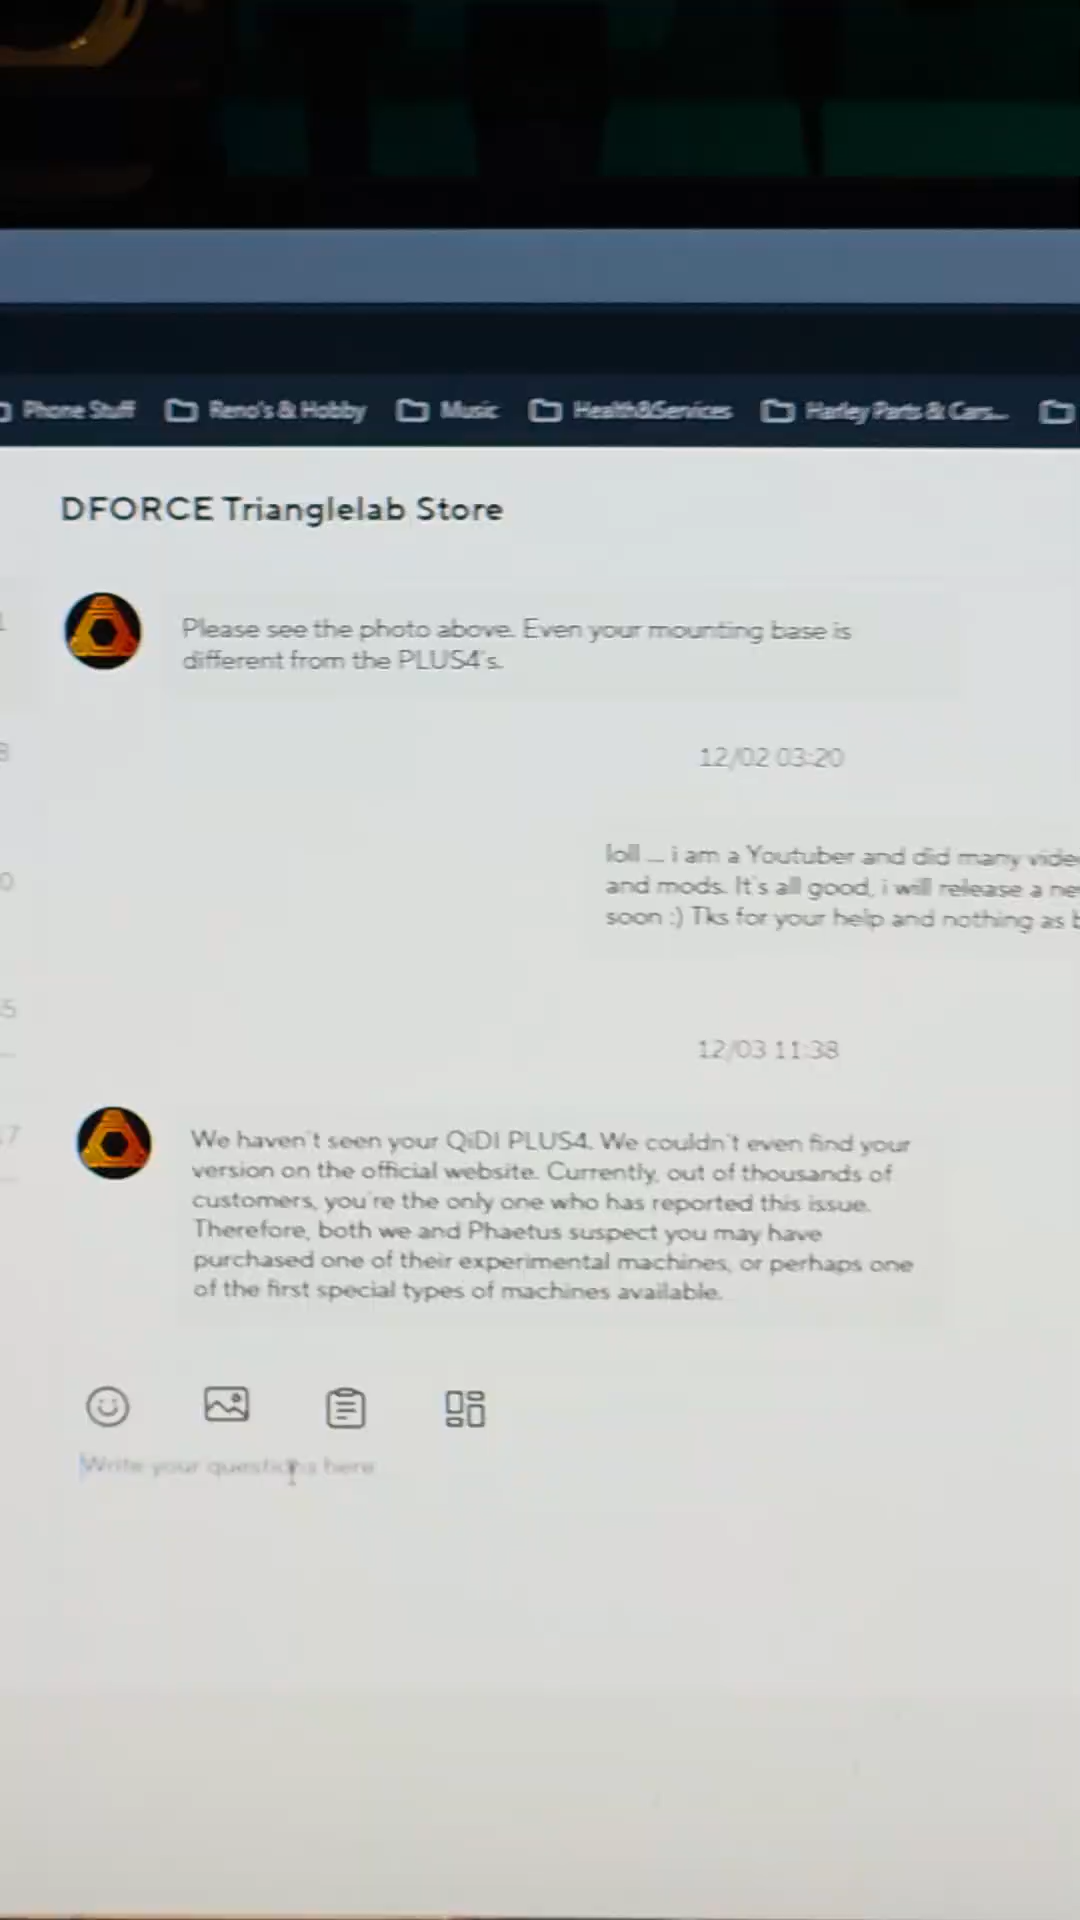 Phone Stuff
Reno's & Hobby
Music
Health&Services
Harley Parts & Cars...
DFORCE Trianglelab Store
Please see the photo above. Even your mounting base is
different from the PLUS4's.
12/02 03:20
loll ... i am a Youtuber and did many vide
and mods. It's all good, i will release a ne
soon :) Tks for your help and nothing as b
12/03 11:38
We haven't seen your QiDI PLUS4. We couldn't even find your
version on the official website. Currently, out of thousands of
customers, you're the only one who has reported this issue.
Therefore, both we and Phaetus suspect you may have
purchased one of their experimental machines, or perhaps one
of the first special types of machines available.
Write your questions here